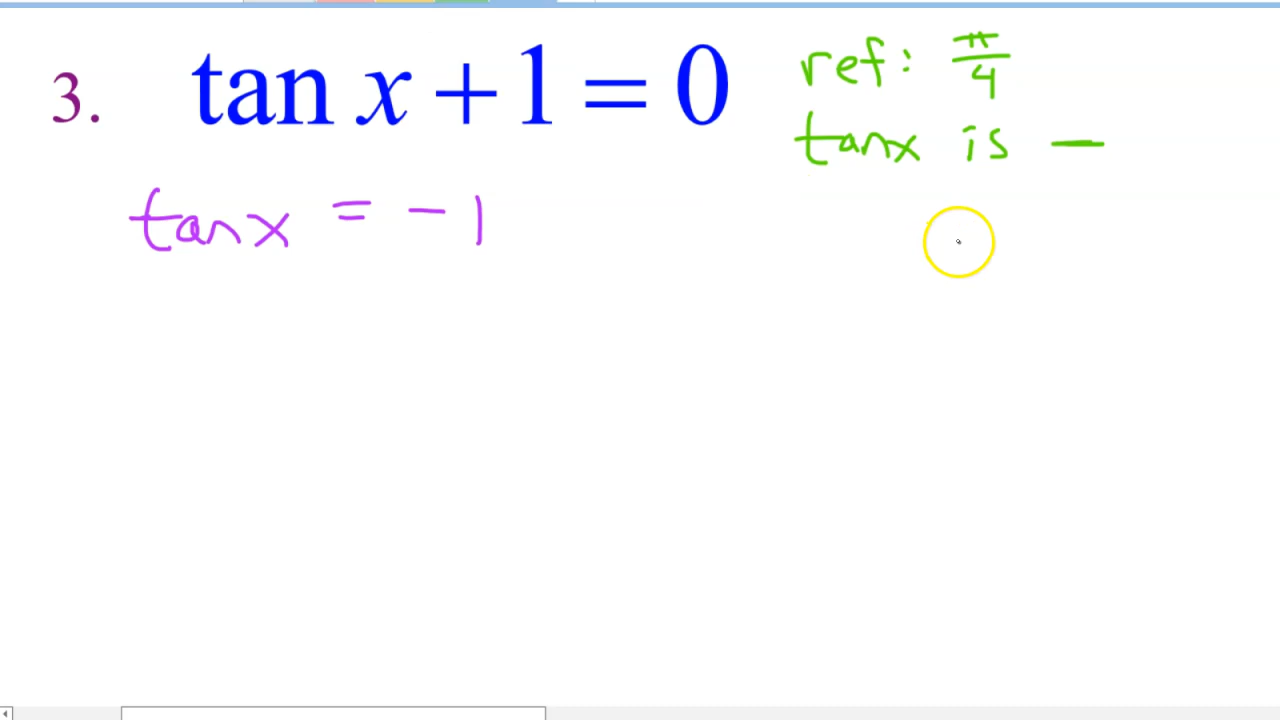 3. tan x + 1 = 0
ref: π/4
tanx is −
tanx = -1